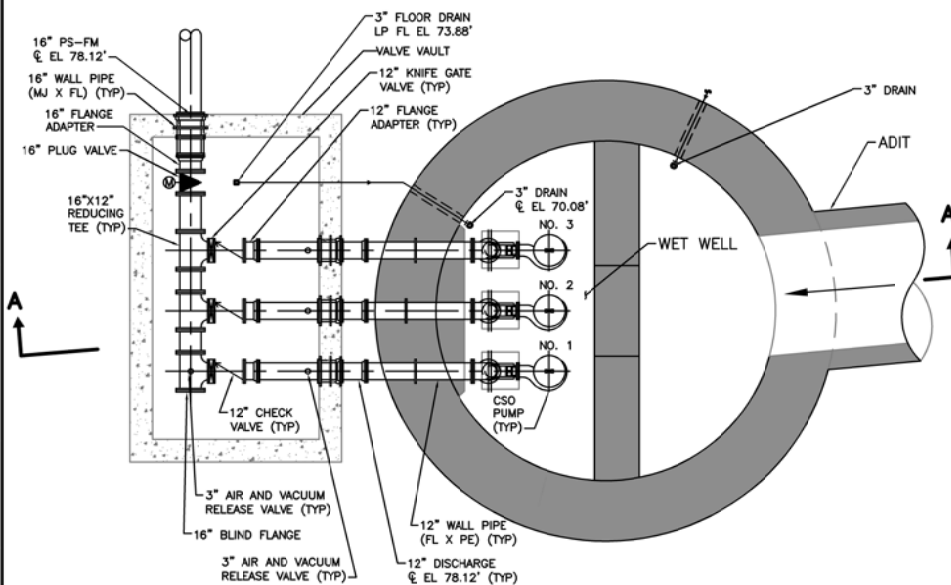 16" PS-FM
℄ EL 78.12'
16" WALL PIPE
(MJ X FL) (TYP)
16" FLANGE
ADAPTER
16" PLUG VALVE
M
16"X12"
REDUCING
TEE (TYP)
3" FLOOR DRAIN
LP FL EL 73.88'
VALVE VAULT
12" KNIFE GATE
VALVE (TYP)
12" FLANGE
ADAPTER (TYP)
3" DRAIN
ADIT
3" DRAIN
℄ EL 70.08'
NO. 3
WET WELL
NO. 2
NO. 1
A
A
CSO
PUMP
(TYP)
12" CHECK
VALVE (TYP)
3" AIR AND VACUUM
RELEASE VALVE (TYP)
16" BLIND FLANGE
3" AIR AND VACUUM
RELEASE VALVE (TYP)
12" WALL PIPE
(FL X PE) (TYP)
12" DISCHARGE
℄ EL 78.12' (TYP)